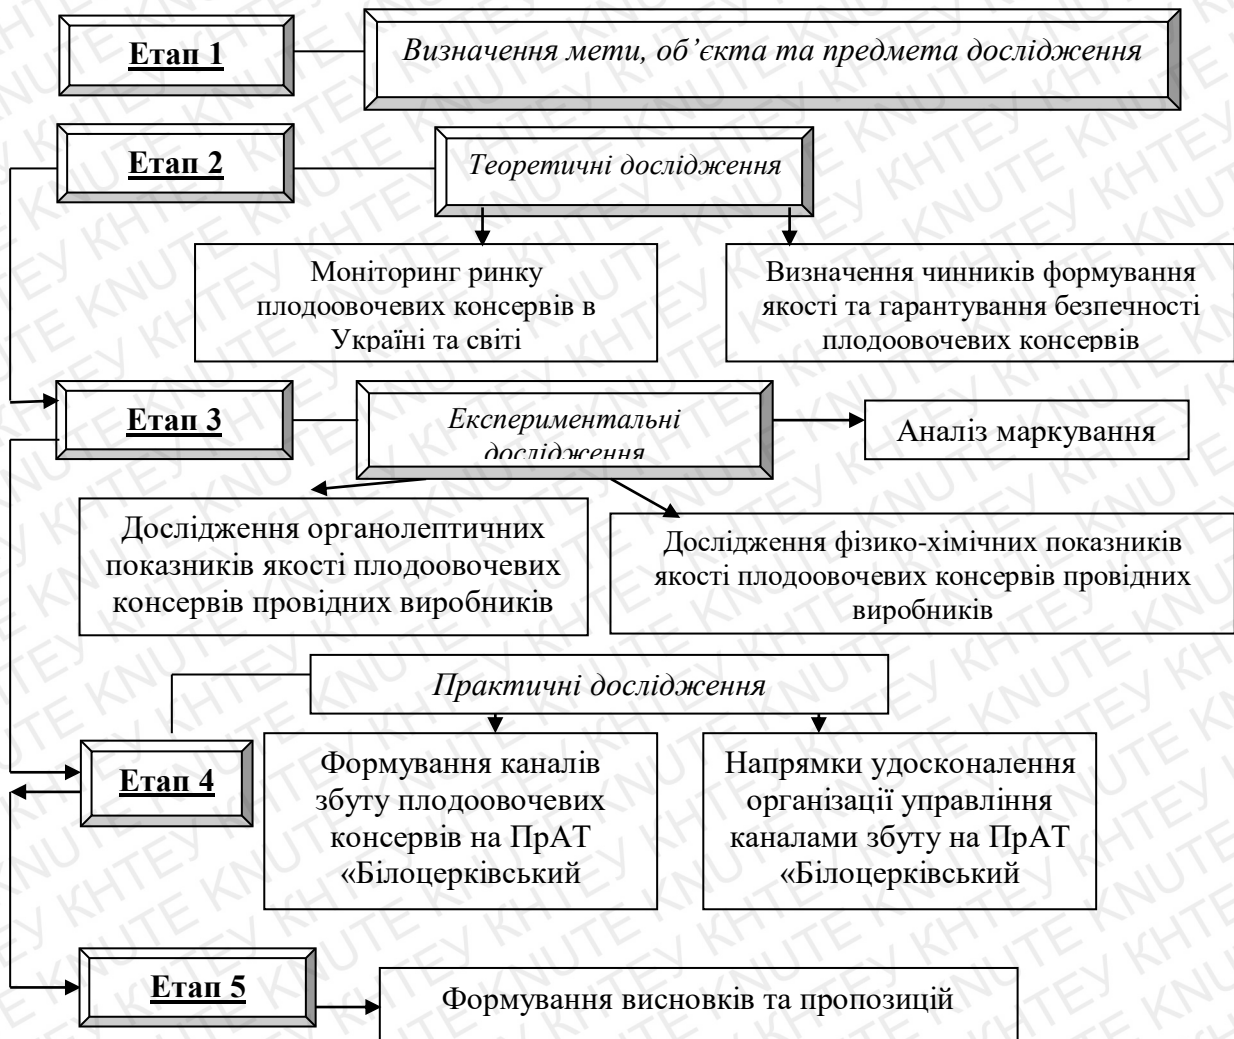 Етап 1
Визначення мети, об’єкта та предмета дослідження
Етап 2
Теоретичні дослідження
Моніторинг ринку
плодоовочевих консервів в
Україні та світі
Визначення чинників формування
якості та гарантування безпечності
плодоовочевих консервів
Етап 3
Експериментальні
дослідження
Аналіз маркування
Дослідження органолептичних
показників якості плодоовочевих
консервів провідних виробників
Дослідження фізико-хімічних показників
якості плодоовочевих консервів провідних
виробників
Практичні дослідження
Етап 4
Формування каналів
збуту плодоовочевих
консервів на ПрАТ
«Білоцерківський
Напрямки удосконалення
організації управління
каналами збуту на ПрАТ
«Білоцерківський
Етап 5
Формування висновків та пропозицій